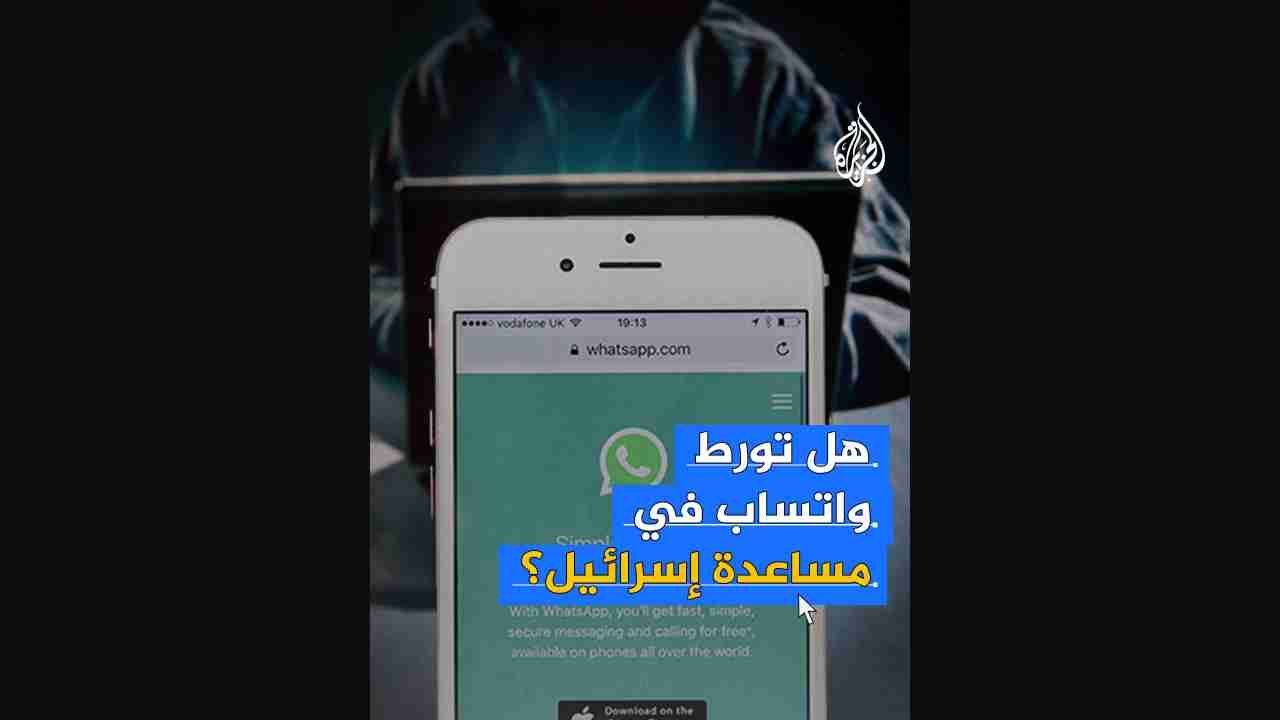 الجزيرة
vodafone UK 19:13
whatsapp.com
هل تورط
واتساب في
مساعدة إسرائيل؟
With WhatsApp, you'll get fast, simple,
secure messaging and calling for free*,
available on phones all over the world.
Download on the